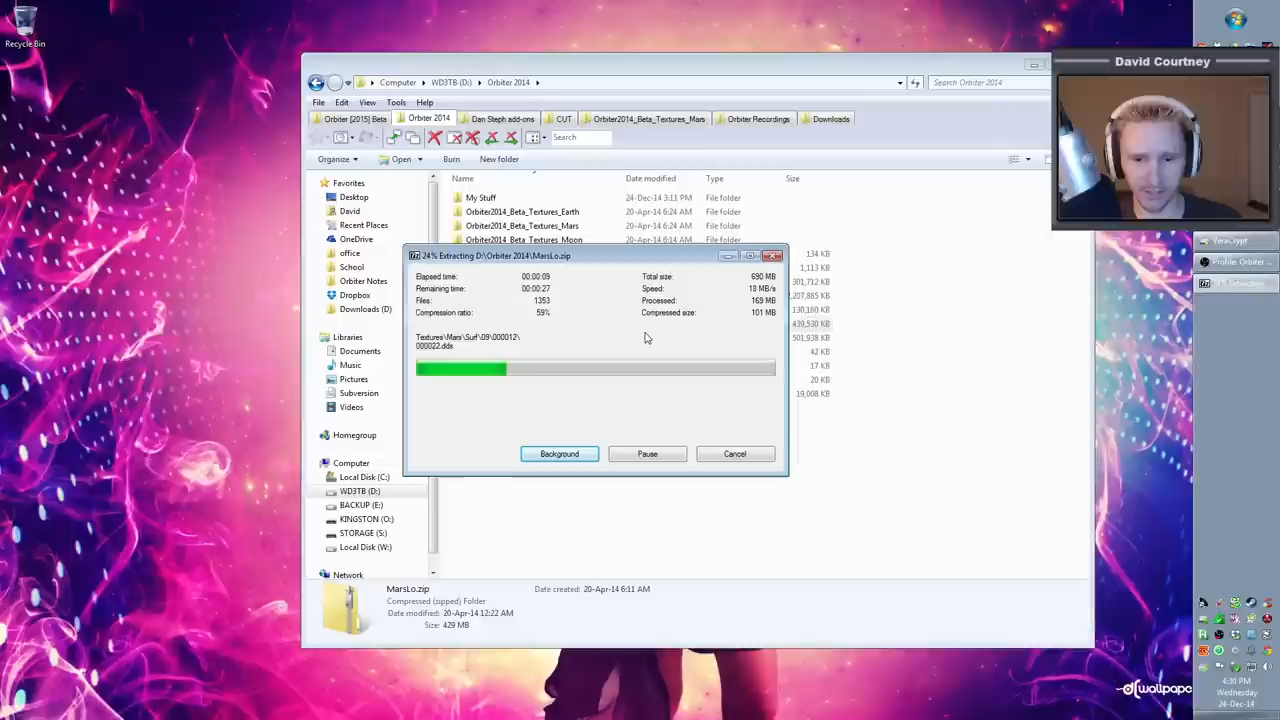 Recycle Bin
David Courtney
Computer
WD3TB (D:)
Orbiter 2014
Search Orbiter 2014
File Edit View Tools Help
Orbiter [2015] Beta
Orbiter 2014
Dan Steph add-ons
CUT
Orbiter2014_Beta_Textures_Mars
Orbiter Recordings
Downloads
Search
Organize
Open
Burn
New folder
Name Date modified Type Size
Favorites
Desktop
David
Recent Places
OneDrive
office
School
Orbiter Notes
Dropbox
Downloads (D)
Libraries
Documents
Music
Pictures
Subversion
Videos
Homegroup
Computer
Local Disk (C:)
WD3TB (D:)
BACKUP (E:)
KINGSTON (O:)
STORAGE (S:)
Local Disk (W:)
Network
My Stuff 24-Dec-14 3:11 PM File folder
Orbiter2014_Beta_Textures_Earth 20-Apr-14 6:24 AM File folder
Orbiter2014_Beta_Textures_Mars 20-Apr-14 6:24 AM File folder
Orbiter2014_Beta_Textures_Moon 20-Apr-14 6:24 AM File folder
134 KB
1,113 KB
2,207,885 KB
130,160 KB
439,530 KB
501,938 KB
42 KB
17 KB
20 KB
19,008 KB
24% Extracting D:\Orbiter 2014\MarsLo.zip
Elapsed time: 00:00:09 Total size: 690 MB
Remaining time: 00:00:27 Speed: 18 MB/s
Files: 1353 Processed: 169 MB
Compression ratio: 59% Compressed size: 101 MB
Textures\Mars\Surf\09\000012\
000022.dds
Background
Pause
Cancel
MarsLo.zip Date created: 20-Apr-14 6:11 AM
Compressed (zipped) Folder
Date modified: 20-Apr-14 12:22 AM
Size: 429 MB
VeraCrypt
Profile: Orbiter ...
4:30 PM
Wednesday
24-Dec-14